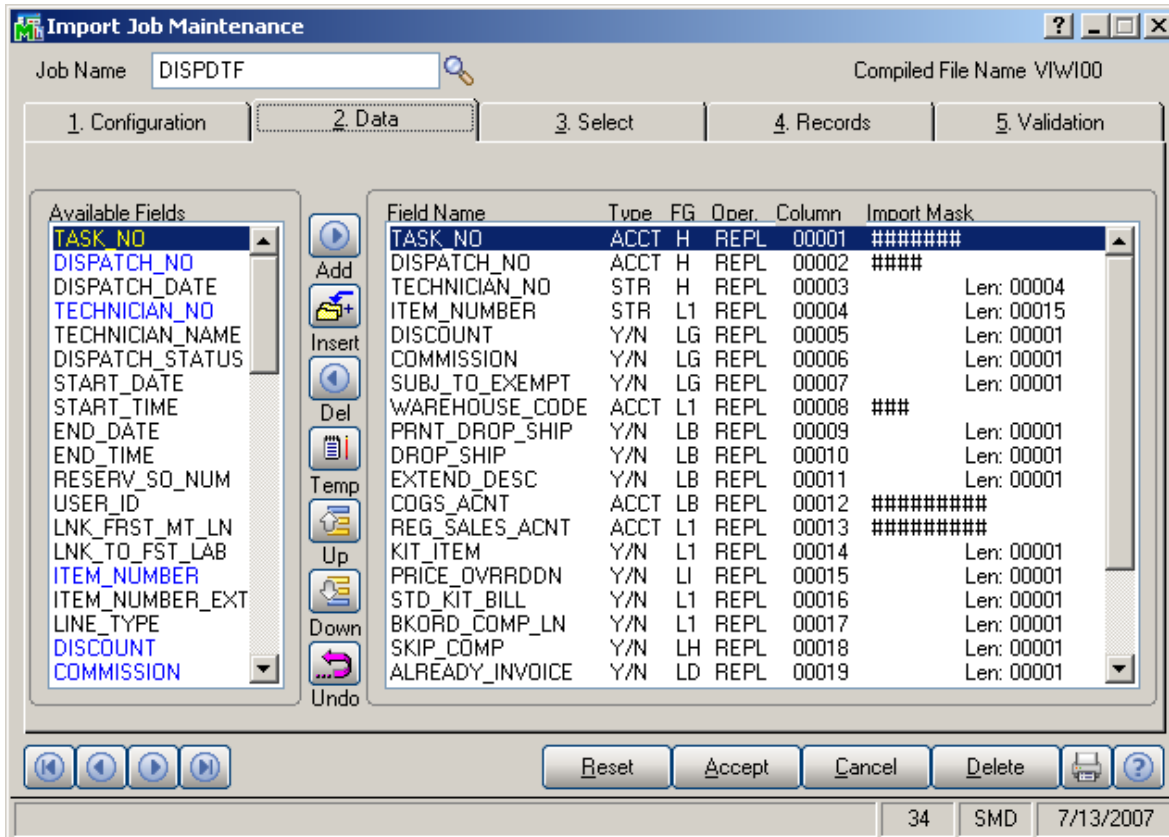 Import Job Maintenance
Job Name DISPDTF Compiled File Name VIWI00
1. Configuration 2. Data 3. Select 4. Records 5. Validation
Available Fields
TASK_NO
DISPATCH_NO
DISPATCH_DATE
TECHNICIAN_NO
TECHNICIAN_NAME
DISPATCH_STATUS
START_DATE
START_TIME
END_DATE
END_TIME
RESERV_SO_NUM
USER_ID
LNK_FRST_MT_LN
LNK_TO_FST_LAB
ITEM_NUMBER
ITEM_NUMBER_EXT
LINE_TYPE
DISCOUNT
COMMISSION
Add
Insert
Del
Temp
Up
Down
Undo
Field Name Type FG Oper. Column Import Mask
TASK_NO ACCT H REPL 00001 #######
DISPATCH_NO ACCT H REPL 00002 ####
TECHNICIAN_NO STR H REPL 00003 Len: 00004
ITEM_NUMBER STR L1 REPL 00004 Len: 00015
DISCOUNT Y/N LG REPL 00005 Len: 00001
COMMISSION Y/N LG REPL 00006 Len: 00001
SUBJ_TO_EXEMPT Y/N LG REPL 00007 Len: 00001
WAREHOUSE_CODE ACCT L1 REPL 00008 ###
PRNT_DROP_SHIP Y/N LB REPL 00009 Len: 00001
DROP_SHIP Y/N LB REPL 00010 Len: 00001
EXTEND_DESC Y/N LB REPL 00011 Len: 00001
COGS_ACNT ACCT LB REPL 00012 #########
REG_SALES_ACNT ACCT L1 REPL 00013 #########
KIT_ITEM Y/N L1 REPL 00014 Len: 00001
PRICE_OVRRDDN Y/N LI REPL 00015 Len: 00001
STD_KIT_BILL Y/N L1 REPL 00016 Len: 00001
BKORD_COMP_LN Y/N L1 REPL 00017 Len: 00001
SKIP_COMP Y/N LH REPL 00018 Len: 00001
ALREADY_INVOICE Y/N LD REPL 00019 Len: 00001
Reset Accept Cancel Delete
34 SMD 7/13/2007